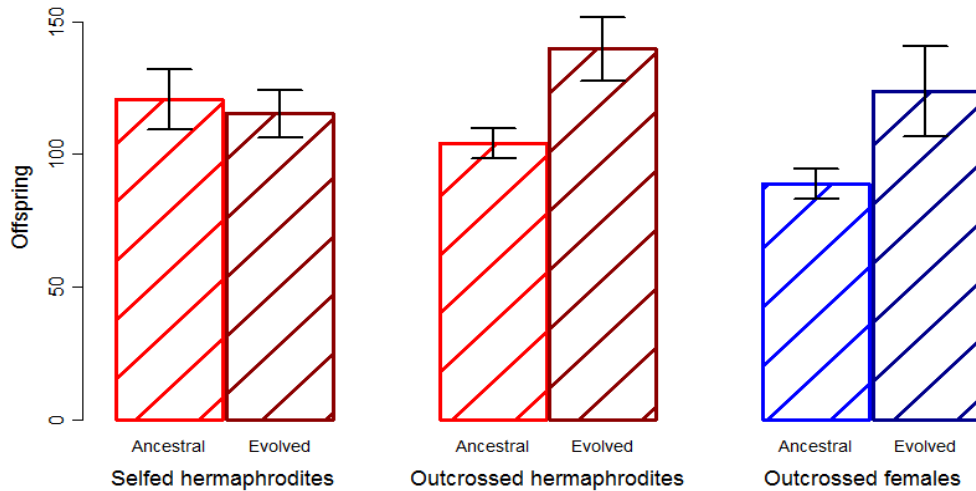 150
100
50
0
Offspring
Ancestral Evolved Ancestral Evolved Ancestral Evolved
Selfed hermaphrodites Outcrossed hermaphrodites Outcrossed females